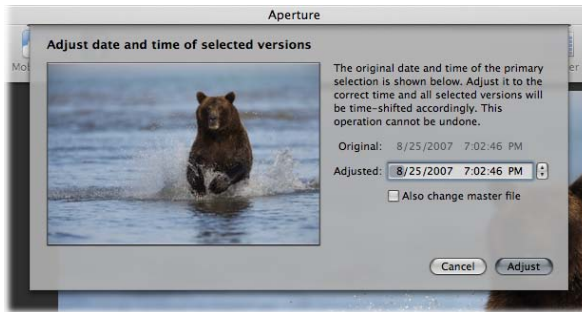 Aperture
Adjust date and time of selected versions
The original date and time of the primary
selection is shown below. Adjust it to the
correct time and all selected versions will
be time-shifted accordingly. This
operation cannot be undone.
Original: 8/25/2007 7:02:46 PM
Adjusted: 8/25/2007 7:02:46 PM
Also change master file
Cancel Adjust